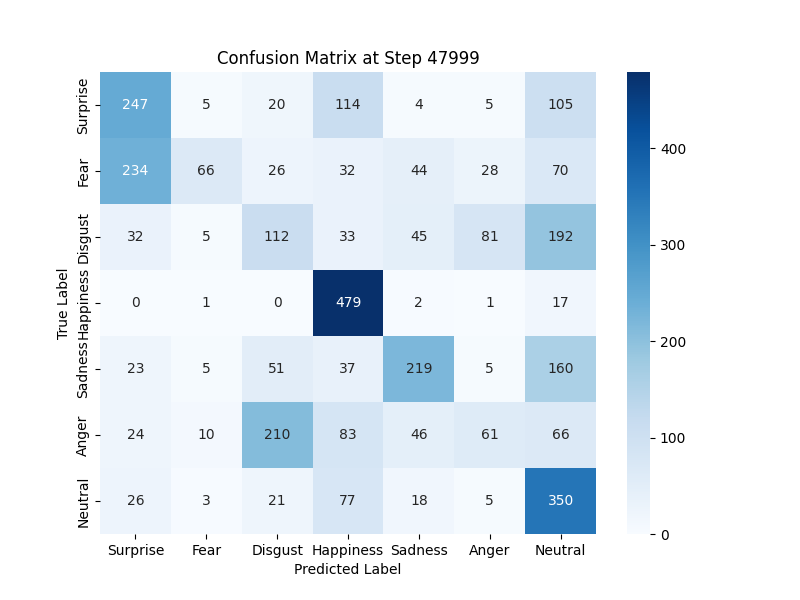 Confusion Matrix at Step 47999
True Label
Surprise 247 5 20 114 4 5 105
Fear 234 66 26 32 44 28 70
Disgust 32 5 112 33 45 81 192
Happiness 0 1 0 479 2 1 17
Sadness 23 5 51 37 219 5 160
Anger 24 10 210 83 46 61 66
Neutral 26 3 21 77 18 5 350
Surprise Fear Disgust Happiness Sadness Anger Neutral
Predicted Label
400
300
200
100
0